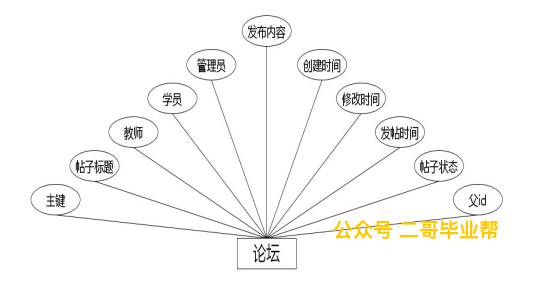 发布内容
管理员
创建时间
学员
修改时间
教师
发帖时间
帖子标题
帖子状态
主键
父id
公众号 二哥毕业帮
论坛